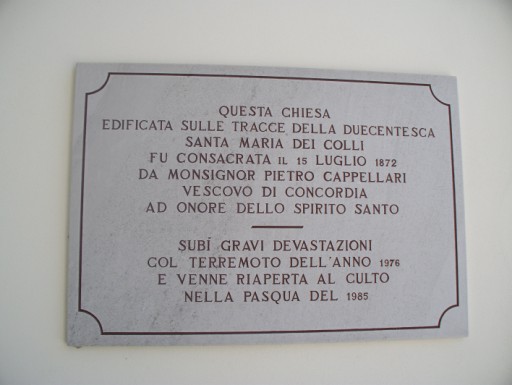 QUESTA CHIESA
EDIFICATA SULLE TRACCE DELLA DUECENTESCA
SANTA MARIA DEI COLLI
FU CONSACRATA IL 15 LUGLIO 1872
DA MONSIGNOR PIETRO CAPPELLARI
VESCOVO DI CONCORDIA
AD ONORE DELLO SPIRITO SANTO
SUBÌ GRAVI DEVASTAZIONI
COL TERREMOTO DELL'ANNO 1976
E VENNE RIAPERTA AL CULTO
NELLA PASQUA DEL 1985